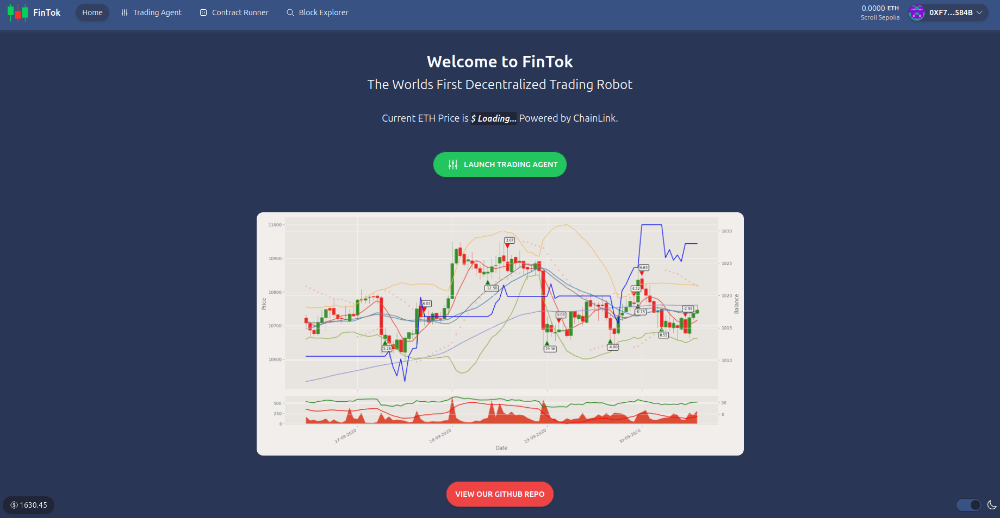 FinTok
Home
Trading Agent
Contract Runner
Block Explorer
0.0000 ETH
Scroll Sepolia
0XF7...584B
Welcome to FinTok
The Worlds First Decentralized Trading Robot
Current ETH Price is $ Loading... Powered by ChainLink.
LAUNCH TRADING AGENT
11000
10900
10800
10700
10600
Price
1030
1025
1020
1015
1010
Balance
3.07
-12.38
6.03
5.28
0.03
19.36
-4.00
6.63
4.32
-0.15
-2.98
8.55
500
250
0
50
0
27-09-2020
28-09-2020
29-09-2020
30-09-2020
Date
VIEW OUR GITHUB REPO
1630.45